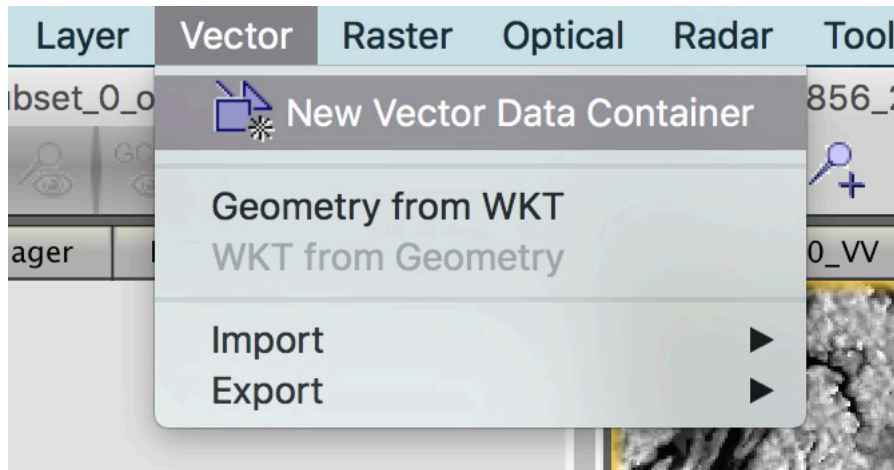 Layer Vector Raster Optical Radar Tool
bset_0_o
New Vector Data Container
856_2
GC
Geometry from WKT
ager
WKT from Geometry
0_VV
Import
Export